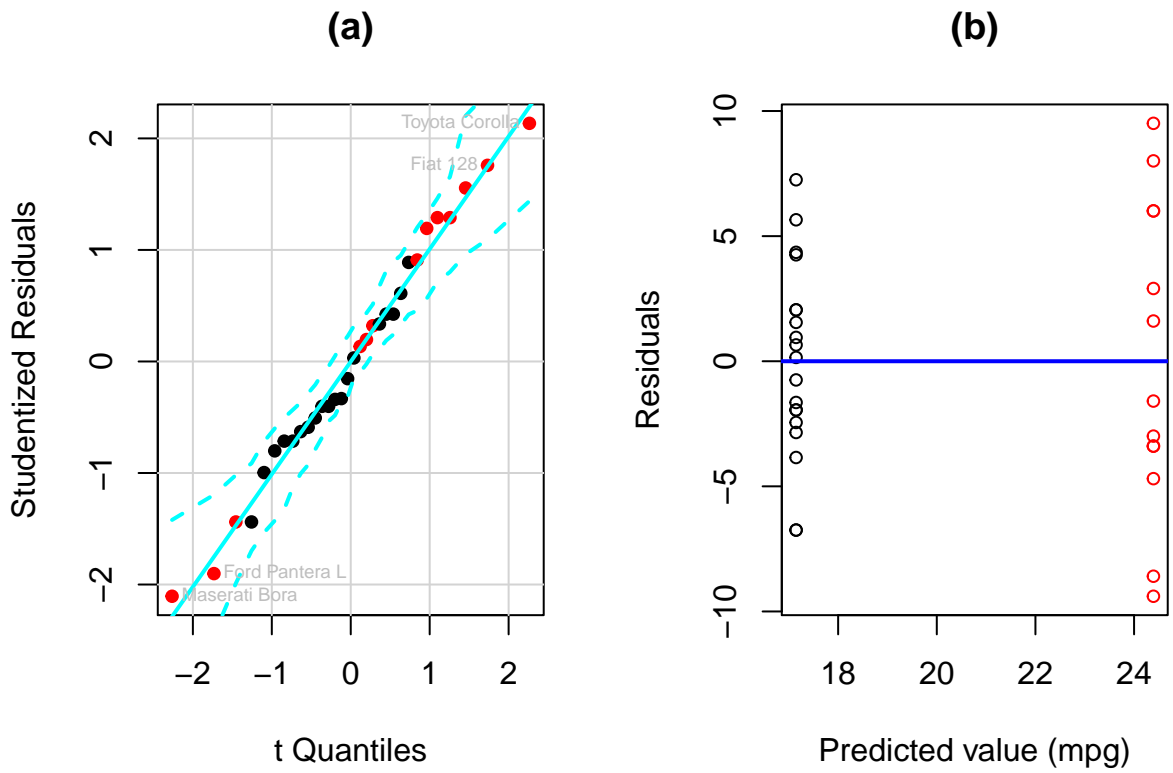 (a)
Studentized Residuals
2
1
0
−1
−2
Toyota Corolla
Fiat 128
Ford Pantera L
Maserati Bora
−2 −1 0 1 2
t Quantiles
(b)
Residuals
10
5
0
−5
−10
18 20 22 24
Predicted value (mpg)